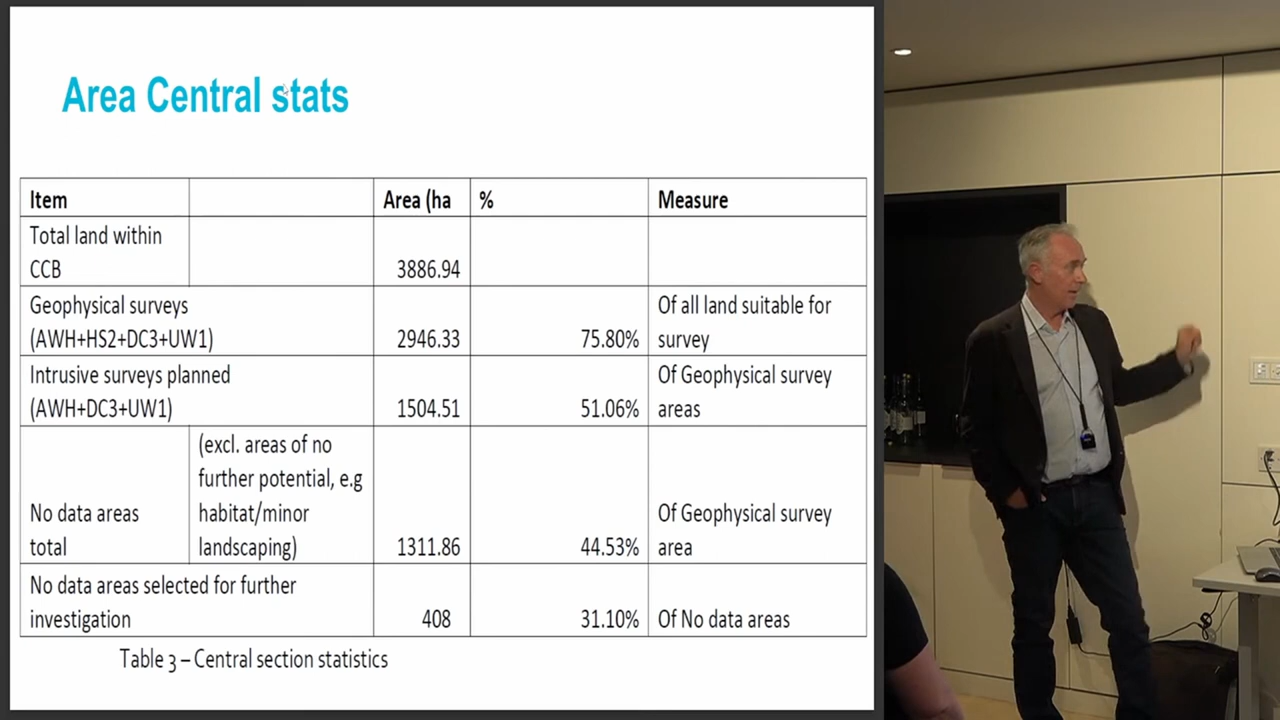 Area Central stats
Item Area (ha % Measure
Total land within
CCB 3886.94
Geophysical surveys Of all land suitable for
(AWH+HS2+DC3+UW1) 2946.33 75.80% survey
Intrusive surveys planned Of Geophysical survey
(AWH+DC3+UW1) 1504.51 51.06% areas
(excl. areas of no
further potential, e.g
No data areas habitat/minor Of Geophysical survey
total landscaping) 1311.86 44.53% area
No data areas selected for further
investigation 408 31.10% Of No data areas
Table 3 – Central section statistics